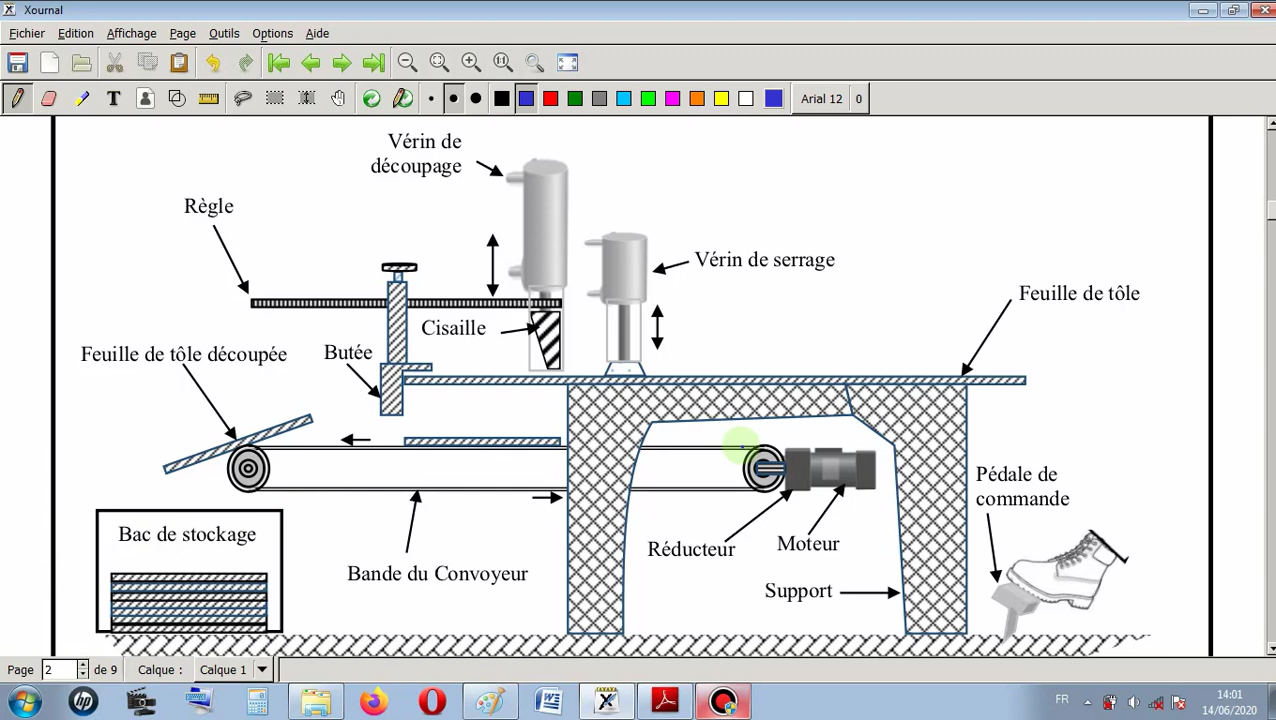 Xournal
Fichier Edition Affichage Page Outils Options Aide
Arial 12 0
Vérin de
découpage
Règle
Vérin de serrage
Feuille de tôle
Cisaille
Butée
Feuille de tôle découpée
Pédale de
commande
Bac de stockage
Réducteur
Moteur
Bande du Convoyeur
Support
Page 2 de 9 Calque : Calque 1
FR
14:01
14/06/2020